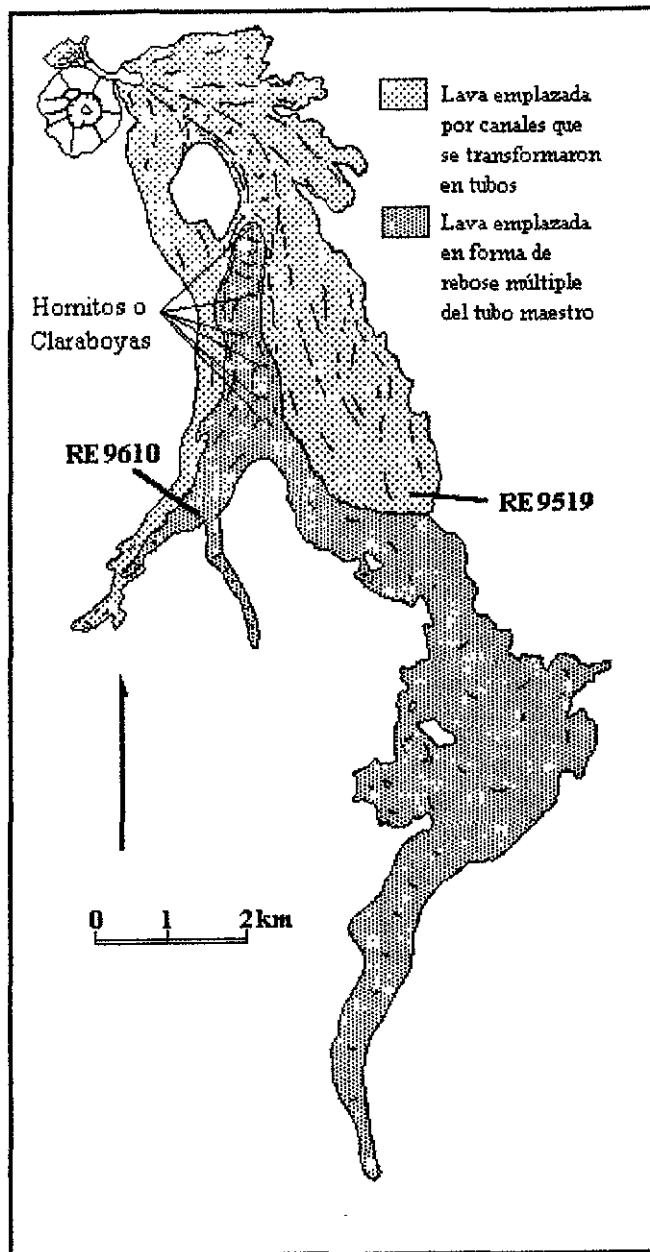 Lava emplazada
por canales que
se transformaron
en tubos
Lava emplazada
en forma de
rebose múltiple
del tubo maestro
Hornitos o
Claraboyas
RE 9610
RE 9519
0 1 2 km